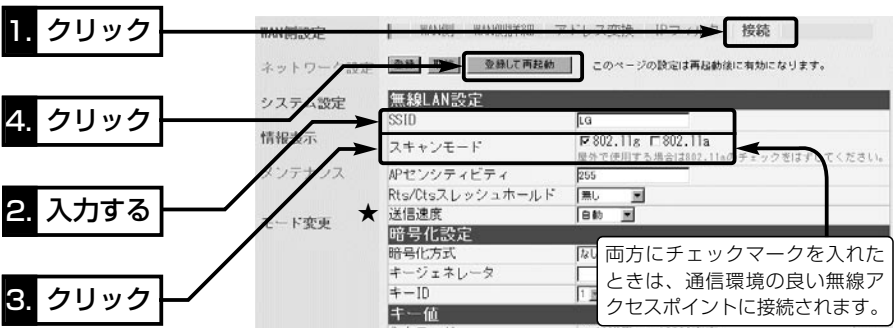 1. クリック
4. クリック
2. 入力する
3. クリック
WAN側設定
ネットワーク設定
システム設定
情報表示
メンテナンス
モード変更
WAN側 WAN側詳細 アドレス変換 IPフィルタ 接続
登録 登録して再起動 このページの設定は再起動後に有効になります。
無線LAN設定
SSID LG
スキャンモード 802.11g 802.11a
屋外で使用する場合は802.11aのチェックをはずしてください。
APセンシティビティ 255
Rts/Ctsスレッシュホールド 無し
★ 送信速度 自動
暗号化設定
暗号化方式
キージェネレータ
キーID 1
キー値
両方にチェックマークを入れた
ときは、通信環境の良い無線ア
クセスポイントに接続されます。